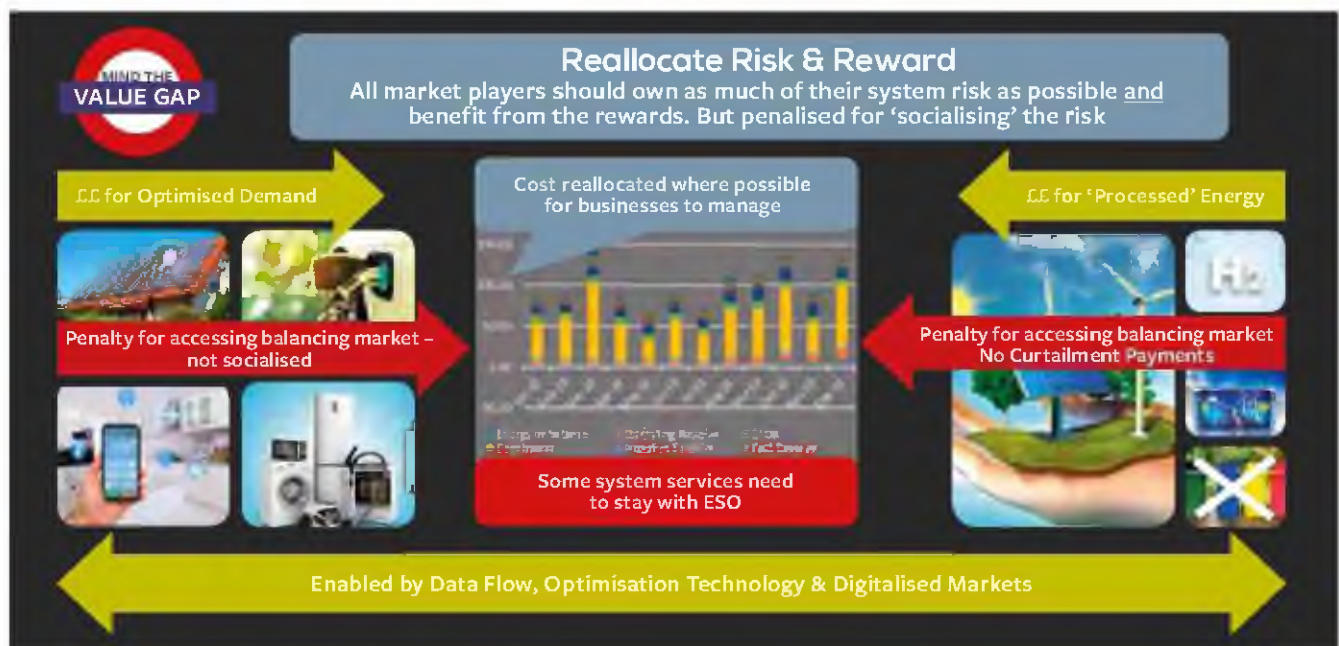 MIND THE
VALUE GAP
Reallocate Risk & Reward
All market players should own as much of their system risk as possible and
benefit from the rewards. But penalised for ‘socialising’ the risk
££ for Optimised Demand
Cost reallocated where possible
for businesses to manage
££ for ‘Processed’ Energy
H₂
Penalty for accessing balancing market –
not socialised
Penalty for accessing balancing market
No Curtailment Payments
Some system services need
to stay with ESO
Enabled by Data Flow, Optimisation Technology & Digitalised Markets